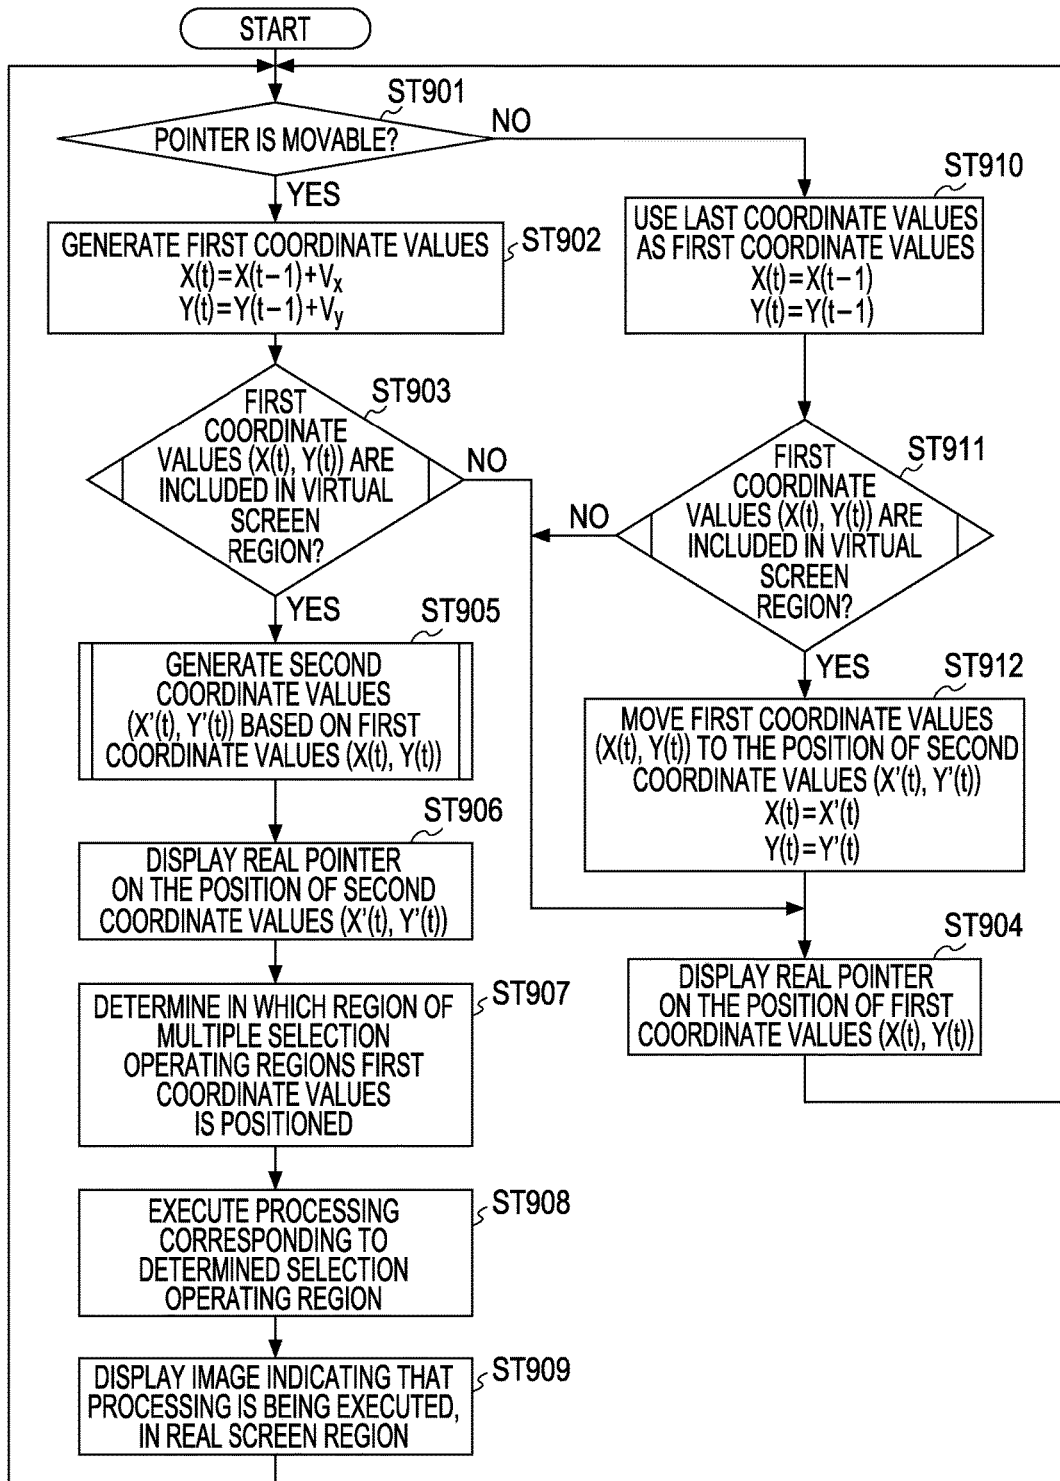 START
ST901
POINTER IS MOVABLE?
NO
YES
ST902
GENERATE FIRST COORDINATE VALUES
X(t)=X(t−1)+Vx
Y(t)=Y(t−1)+Vy
ST903
FIRST
COORDINATE
VALUES (X(t), Y(t)) ARE
INCLUDED IN VIRTUAL
SCREEN
REGION?
NO
YES
ST905
GENERATE SECOND
COORDINATE VALUES
(X'(t), Y'(t)) BASED ON FIRST
COORDINATE VALUES (X(t), Y(t))
ST906
DISPLAY REAL POINTER
ON THE POSITION OF SECOND
COORDINATE VALUES (X'(t), Y'(t))
ST907
DETERMINE IN WHICH REGION OF
MULTIPLE SELECTION
OPERATING REGIONS FIRST
COORDINATE VALUES
IS POSITIONED
ST908
EXECUTE PROCESSING
CORRESPONDING TO
DETERMINED SELECTION
OPERATING REGION
ST909
DISPLAY IMAGE INDICATING THAT
PROCESSING IS BEING EXECUTED,
IN REAL SCREEN REGION
ST910
USE LAST COORDINATE VALUES
AS FIRST COORDINATE VALUES
X(t)=X(t−1)
Y(t)=Y(t−1)
ST911
FIRST
COORDINATE
VALUES (X(t), Y(t)) ARE
INCLUDED IN VIRTUAL
SCREEN
REGION?
NO
YES
ST912
MOVE FIRST COORDINATE VALUES
(X(t), Y(t)) TO THE POSITION OF SECOND
COORDINATE VALUES (X'(t), Y'(t))
X(t)=X'(t)
Y(t)=Y'(t)
ST904
DISPLAY REAL POINTER
ON THE POSITION OF FIRST
COORDINATE VALUES (X(t), Y(t))